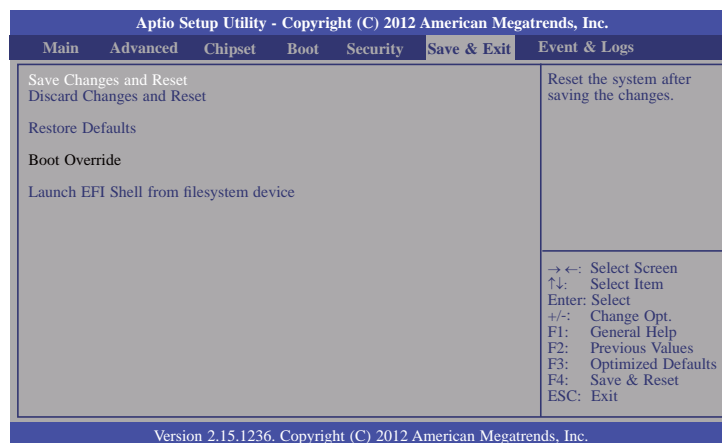 Aptio Setup Utility - Copyright (C) 2012 American Megatrends, Inc.
Main Advanced Chipset Boot Security Save & Exit Event & Logs
Save Changes and Reset
Discard Changes and Reset
Restore Defaults
Boot Override
Launch EFI Shell from filesystem device
Reset the system after
saving the changes.
→ ←: Select Screen
↑↓: Select Item
Enter: Select
+/-: Change Opt.
F1: General Help
F2: Previous Values
F3: Optimized Defaults
F4: Save & Reset
ESC: Exit
Version 2.15.1236. Copyright (C) 2012 American Megatrends, Inc.